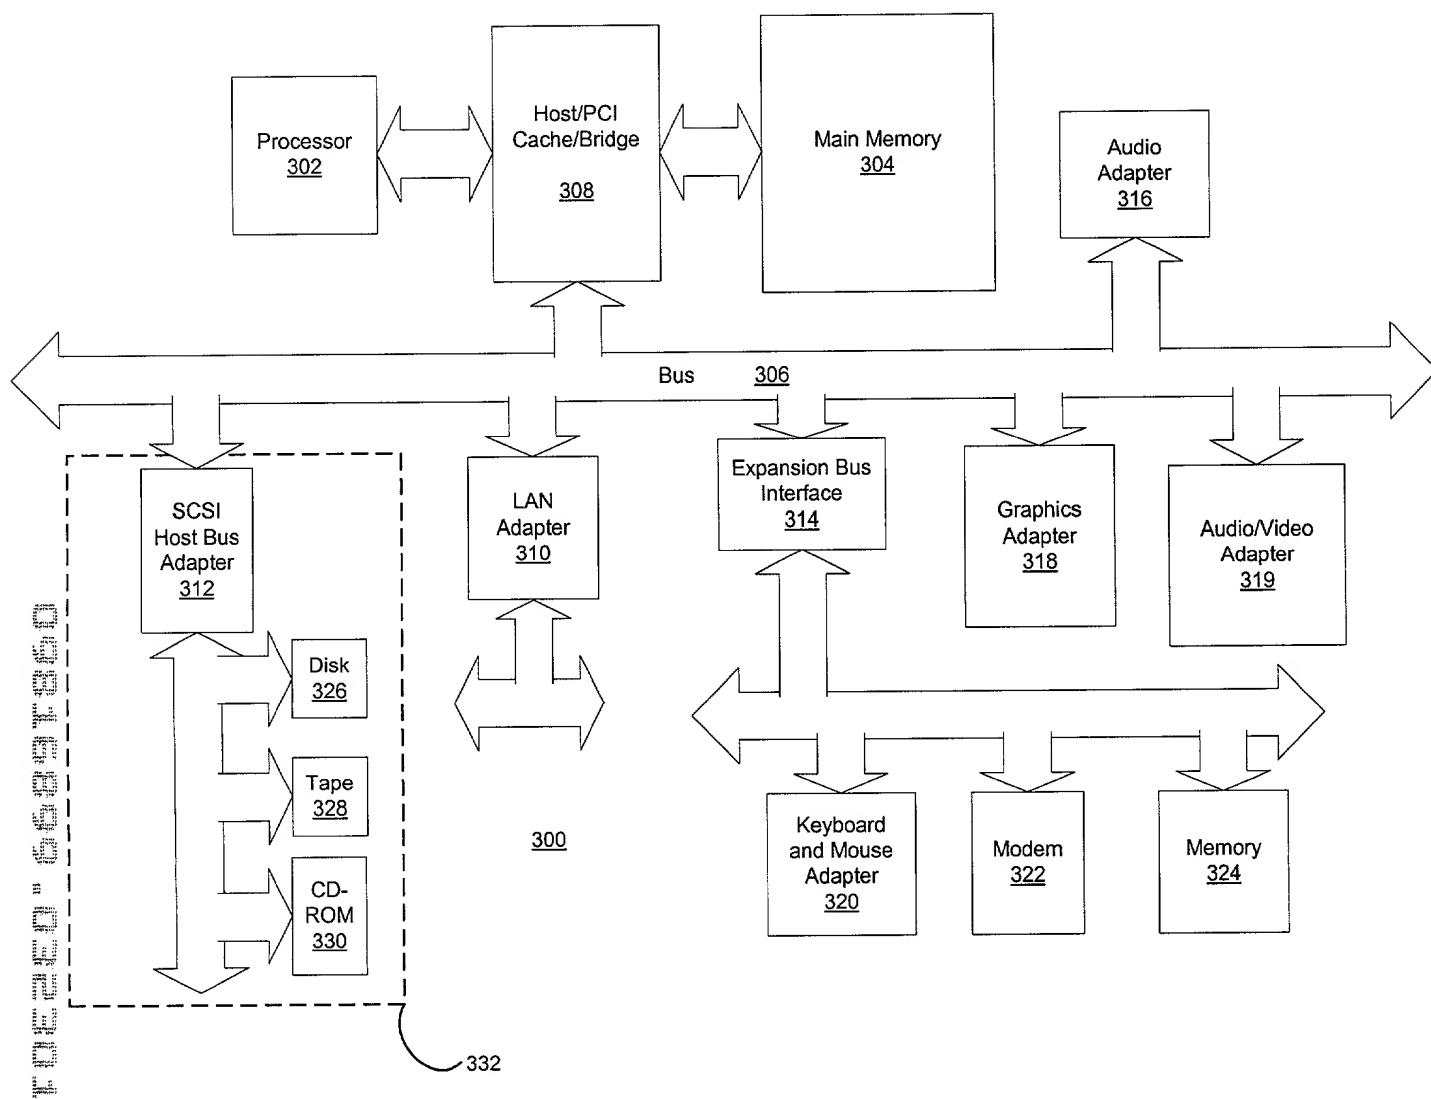 Processor
302
Host/PCI
Cache/Bridge
308
Main Memory
304
Audio
Adapter
316
Bus 306
SCSI
Host Bus
Adapter
312
LAN
Adapter
310
Expansion Bus
Interface
314
Graphics
Adapter
318
Audio/Video
Adapter
319
Disk
326
Tape
328
CD-
ROM
330
300
Keyboard
and Mouse
Adapter
320
Modem
322
Memory
324
332